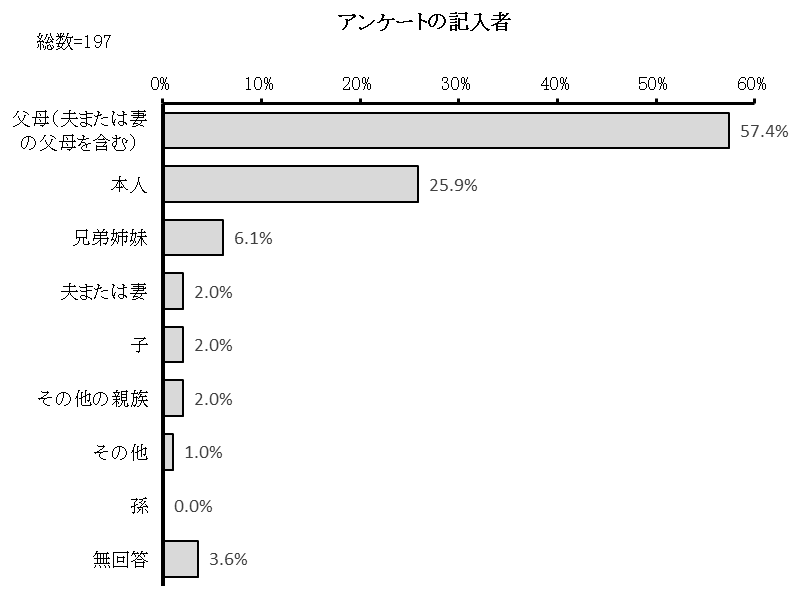 アンケートの記入者
総数=197
0% 10% 20% 30% 40% 50% 60%
父母(夫または妻
の父母を含む) 57.4%
本人 25.9%
兄弟姉妹 6.1%
夫または妻 2.0%
子 2.0%
その他の親族 2.0%
その他 1.0%
孫 0.0%
無回答 3.6%